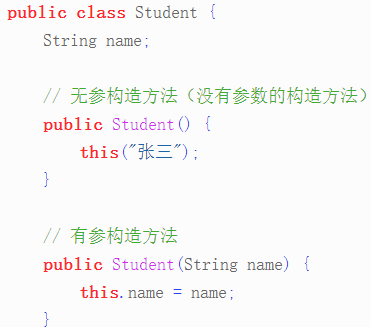 public class Student {
String name;
// 无参构造方法（没有参数的构造方法）
public Student() {
this("张三");
}
// 有参构造方法
public Student(String name) {
this.name = name;
}